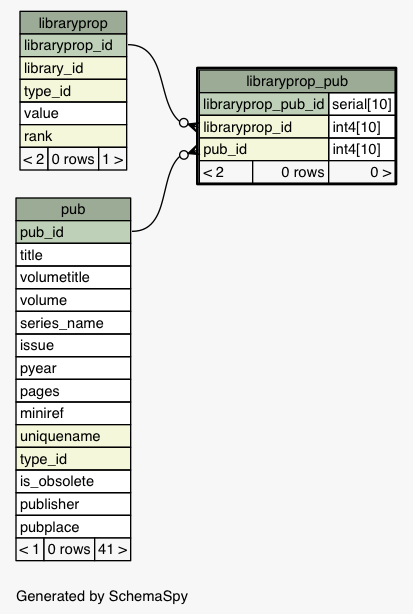 libraryprop
libraryprop_id
library_id
type_id
value
rank
< 2 0 rows 1 >
libraryprop_pub
libraryprop_pub_id serial[10]
libraryprop_id int4[10]
pub_id int4[10]
< 2 0 rows 0 >
pub
pub_id
title
volumetitle
volume
series_name
issue
pyear
pages
miniref
uniquename
type_id
is_obsolete
publisher
pubplace
< 1 0 rows 41 >
Generated by SchemaSpy